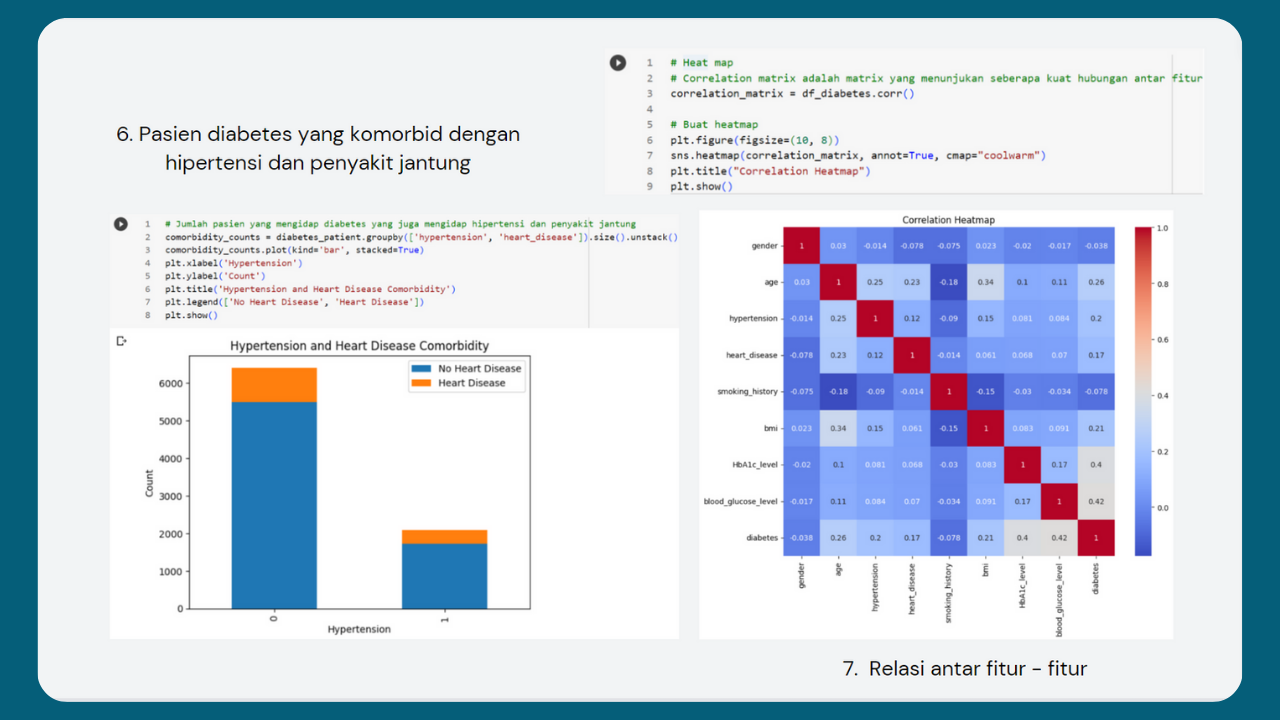 6. Pasien diabetes yang komorbid dengan
hipertensi dan penyakit jantung
1 # Jumlah pasien yang mengidap diabetes yang juga mengidap hipertensi dan penyakit jantung
2 comorbidity_counts = diabetes_patient.groupby(['hypertension', 'heart_disease']).size().unstack()
3 comorbidity_counts.plot(kind='bar', stacked=True)
4 plt.xlabel('Hypertension')
5 plt.ylabel('Count')
6 plt.title('Hypertension and Heart Disease Comorbidity')
7 plt.legend(['No Heart Disease', 'Heart Disease'])
8 plt.show()
Hypertension and Heart Disease Comorbidity
No Heart Disease
Heart Disease
6000
5000
4000
3000
2000
1000
0
Count
0 1
Hypertension
1 # Heat map
2 # Correlation matrix adalah matrix yang menunjukan seberapa kuat hubungan antar fitur
3 correlation_matrix = df_diabetes.corr()
4
5 # Buat heatmap
6 plt.figure(figsize=(10, 8))
7 sns.heatmap(correlation_matrix, annot=True, cmap="coolwarm")
8 plt.title("Correlation Heatmap")
9 plt.show()
Correlation Heatmap
gender 1 0.03 -0.014 -0.078 -0.075 0.023 -0.02 -0.017 -0.038
age 0.03 1 0.25 0.23 -0.18 0.34 0.1 0.11 0.26
hypertension -0.014 0.25 1 0.12 -0.09 0.15 0.081 0.084 0.2
heart_disease -0.078 0.23 0.12 1 -0.014 0.061 0.068 0.07 0.17
smoking_history -0.075 -0.18 -0.09 -0.014 1 -0.15 -0.03 -0.034 -0.078
bmi 0.023 0.34 0.15 0.061 -0.15 1 0.083 0.091 0.21
HbA1c_level -0.02 0.1 0.081 0.068 -0.03 0.083 1 0.17 0.4
blood_glucose_level -0.017 0.11 0.084 0.07 -0.034 0.091 0.17 1 0.42
diabetes -0.038 0.26 0.2 0.17 -0.078 0.21 0.4 0.42 1
gender age hypertension heart_disease smoking_history bmi HbA1c_level blood_glucose_level diabetes
1.0
0.8
0.6
0.4
0.2
0.0
7. Relasi antar fitur - fitur